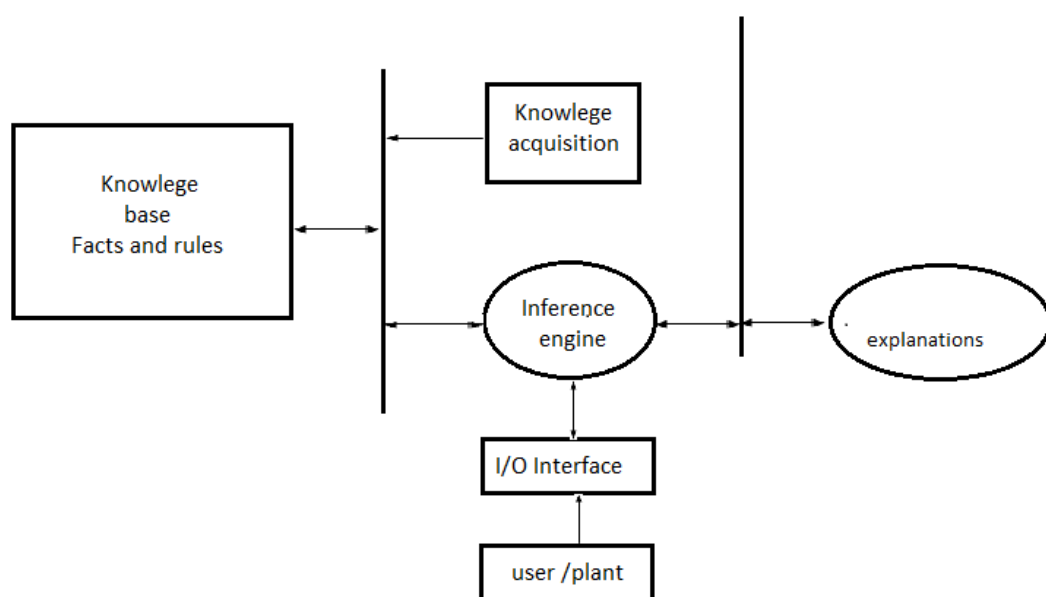 Knowlege
acquisition
Knowlege
base
Facts and rules
Inference
engine
explanations
I/O Interface
user /plant